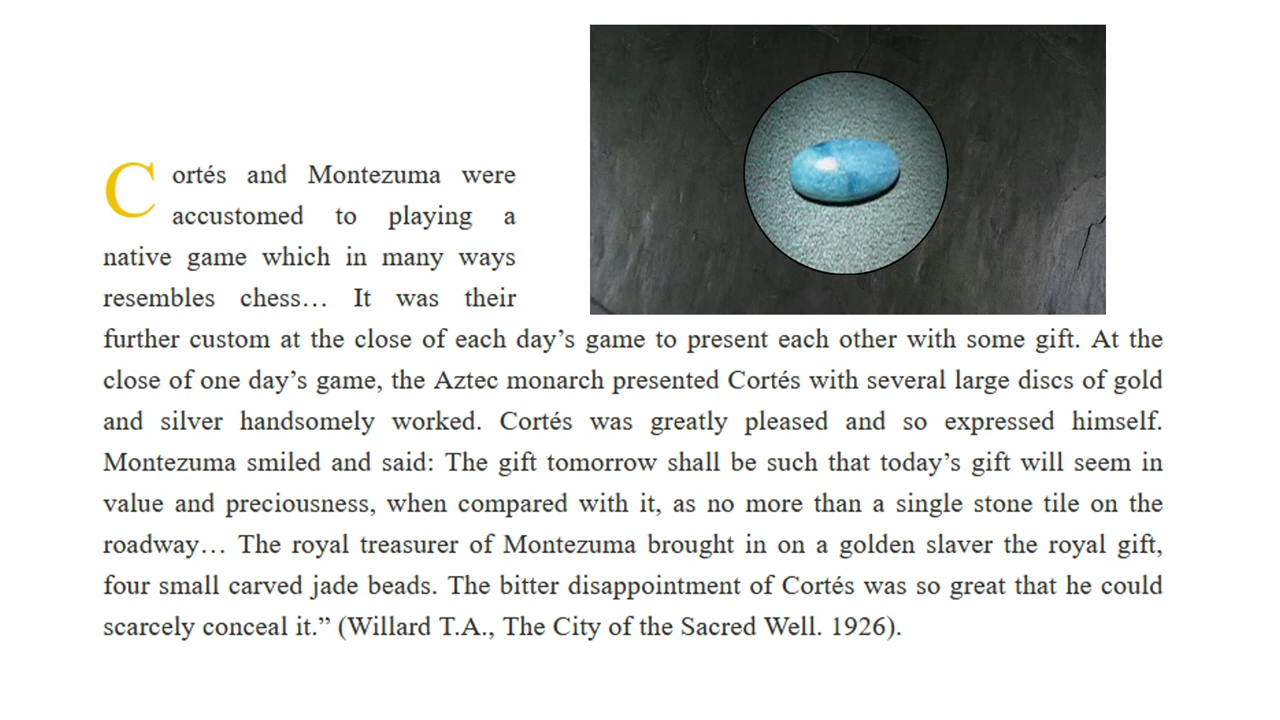 Cortés and Montezuma were
accustomed to playing a
native game which in many ways
resembles chess… It was their
further custom at the close of each day’s game to present each other with some gift. At the
close of one day’s game, the Aztec monarch presented Cortés with several large discs of gold
and silver handsomely worked. Cortés was greatly pleased and so expressed himself.
Montezuma smiled and said: The gift tomorrow shall be such that today’s gift will seem in
value and preciousness, when compared with it, as no more than a single stone tile on the
roadway… The royal treasurer of Montezuma brought in on a golden slaver the royal gift,
four small carved jade beads. The bitter disappointment of Cortés was so great that he could
scarcely conceal it.” (Willard T.A., The City of the Sacred Well. 1926).